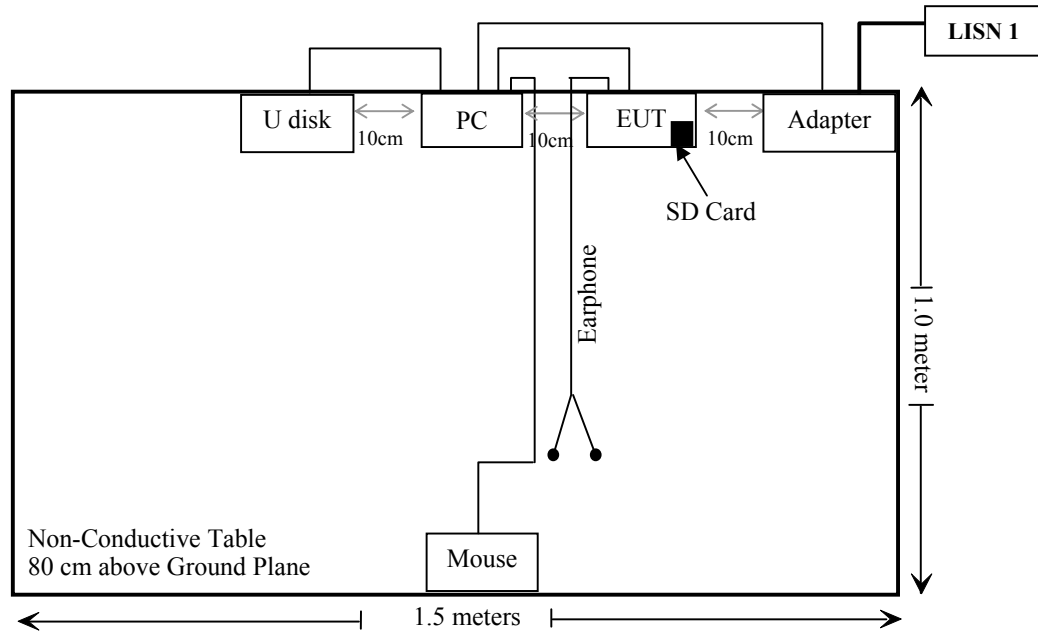 LISN 1
U disk
PC
EUT
Adapter
10cm
10cm
10cm
SD Card
Earphone
1.0 meter
Non-Conductive Table
80 cm above Ground Plane
Mouse
1.5 meters